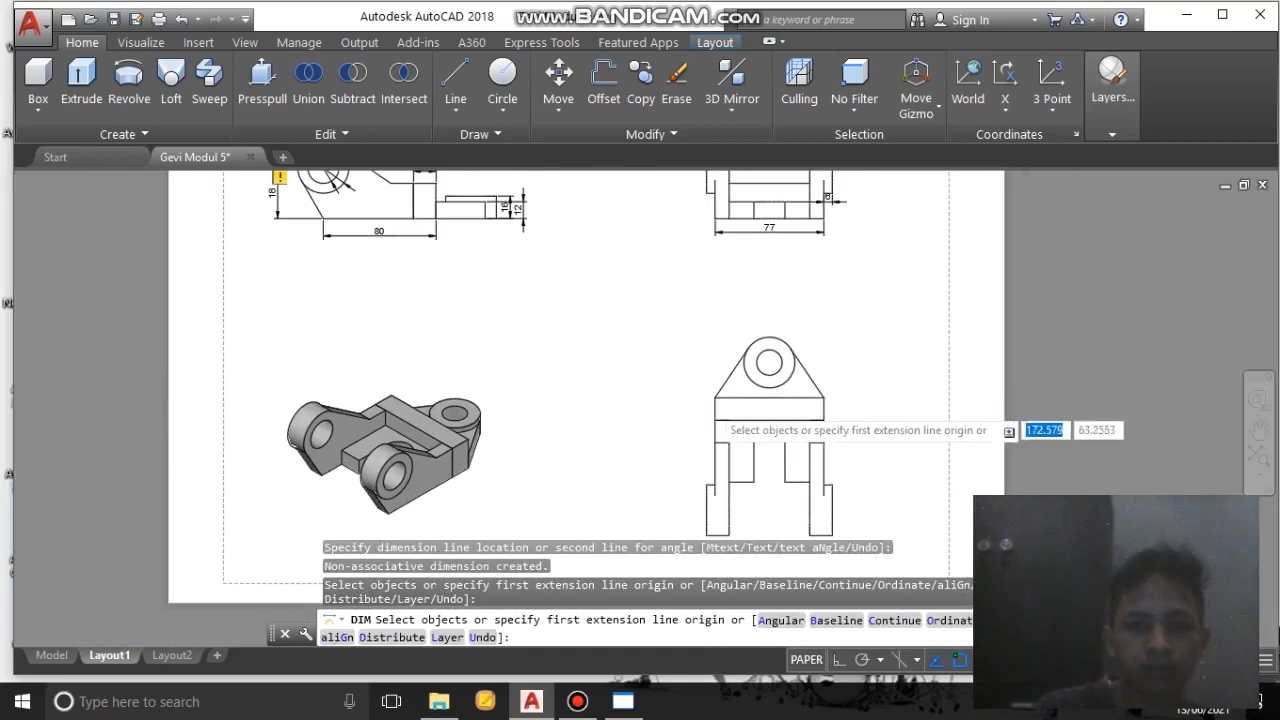 Autodesk AutoCAD 2018
www.BANDICAM.com
a keyword or phrase
Sign In
Home Visualize Insert View Manage Output Add-ins A360 Express Tools Featured Apps Layout
Box Extrude Revolve Loft Sweep Presspull Union Subtract Intersect Line Circle Move Offset Copy Erase 3D Mirror Culling No Filter Move Gizmo World X 3 Point Layers...
Create Edit Draw Modify Selection Coordinates
Start Gevi Modul 5*
18
16
12
8
80
77
Select objects or specify first extension line origin or 172.579 63.2553
Specify dimension line location or second line for angle [Mtext/Text/text aNgle/Undo]:
Non-associative dimension created.
Select objects or specify first extension line origin or [Angular/Baseline/Continue/Ordinate/aliGn/
Distribute/Layer/Undo]:
DIM Select objects or specify first extension line origin or [Angular Baseline Continue Ordinat
aliGn Distribute Layer Undo]:
Model Layout1 Layout2 +
PAPER
Type here to search
13/06/2021